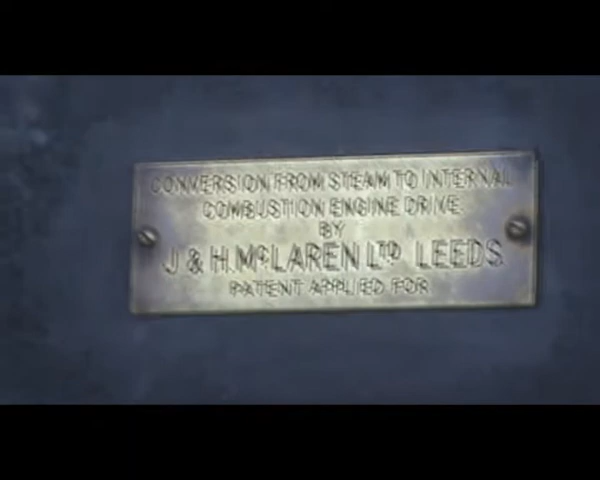 CONVERSION FROM STEAM TO INTERNAL
COMBUSTION ENGINE DRIVE
BY
J & H. McLAREN LTD LEEDS
PATENT APPLIED FOR